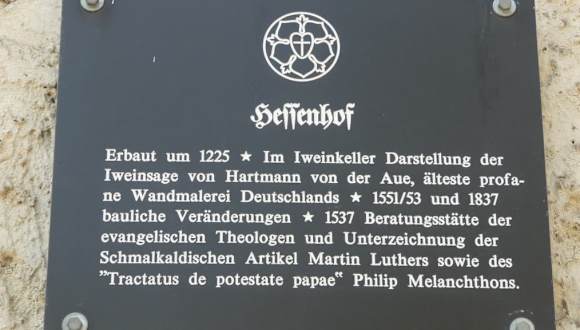 Hessenhof
Erbaut um 1225 ★ Im Iweinkeller Darstellung der
Iweinsage von Hartmann von der Aue, älteste profa-
ne Wandmalerei Deutschlands ★ 1551/53 und 1837
bauliche Veränderungen ★ 1537 Beratungsstätte der
evangelischen Theologen und Unterzeichnung der
Schmalkaldischen Artikel Martin Luthers sowie des
"Tractatus de potestate papae" Philip Melanchthons.